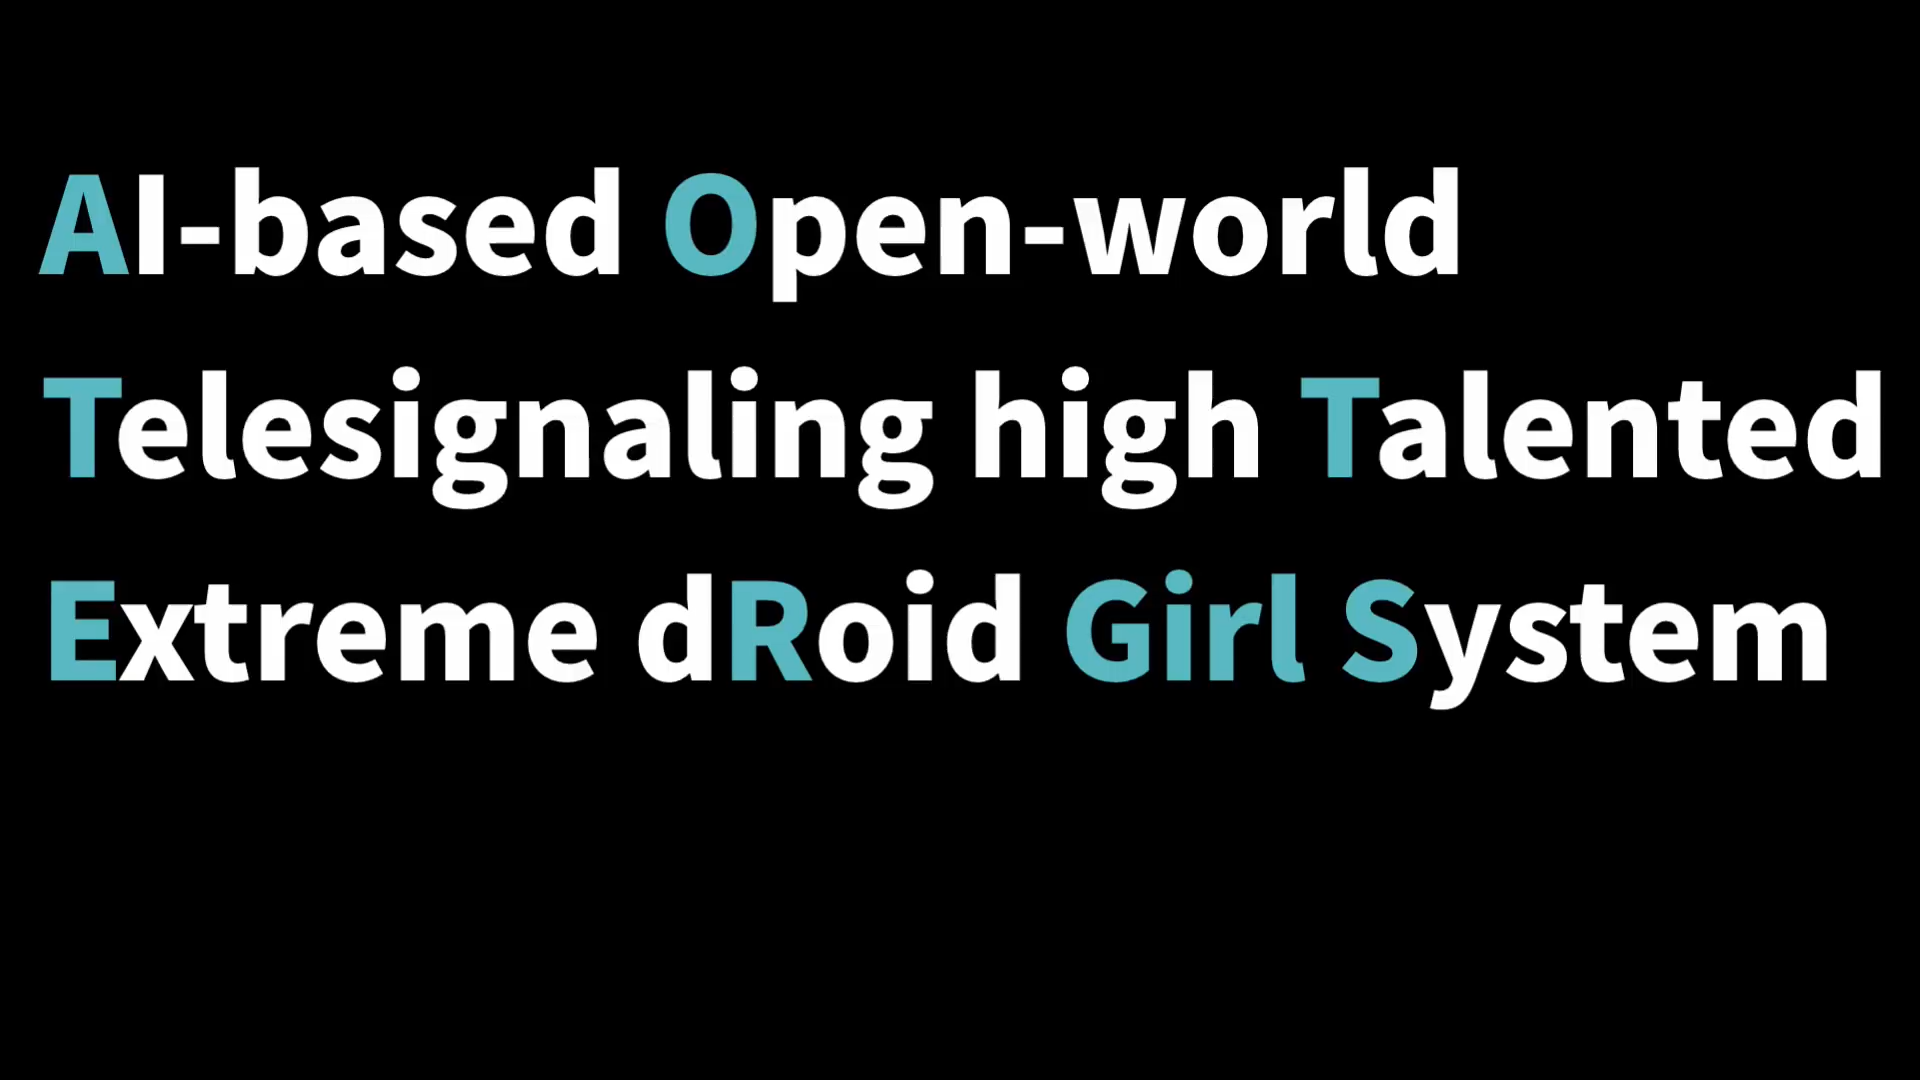 AI-based Open-world
Telesignaling high Talented
Extreme dRoid Girl System